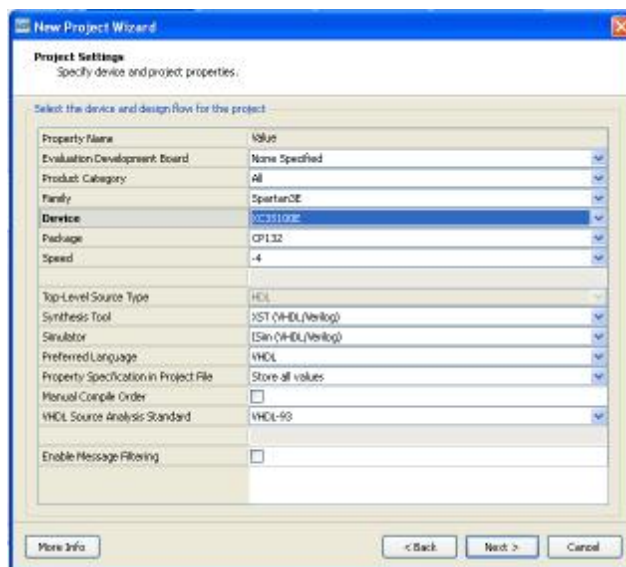 New Project Wizard
Project Settings
Specify device and project properties.
Select the device and design flow for the project
Property Name Value
Evaluation Development Board None Specified
Product Category All
Family Spartan3E
Device XC3S100E
Package CP132
Speed -4
Top-Level Source Type HDL
Synthesis Tool XST (VHDL/Verilog)
Simulator ISim (VHDL/Verilog)
Preferred Language VHDL
Property Specification in Project File Store all values
Manual Compile Order
VHDL Source Analysis Standard VHDL-93
Enable Message Filtering
More Info < Back Next > Cancel